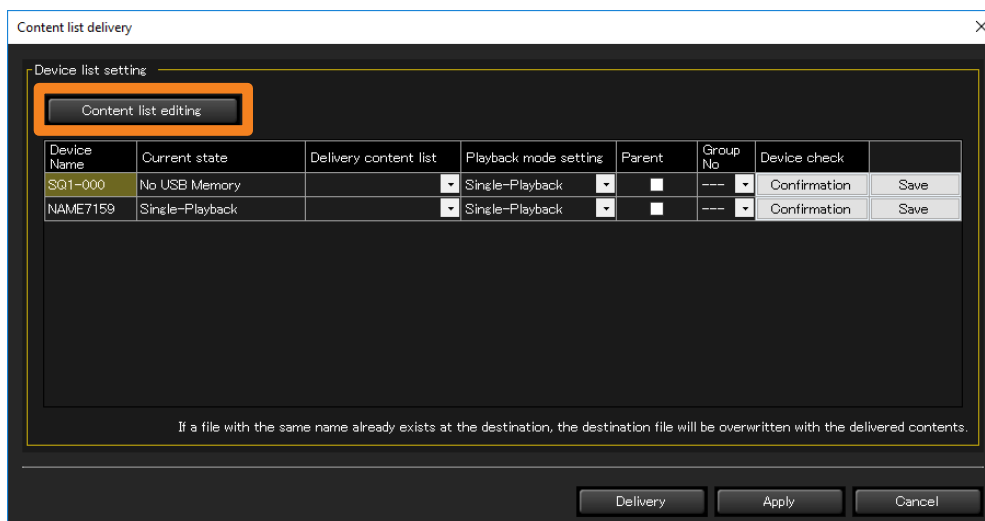 Content list delivery
Device list setting
Content list editing
Device Name Current state Delivery content list Playback mode setting Parent Group No Device check
SQ1-000 No USB Memory Single-Playback --- Confirmation Save
NAME7159 Single-Playback Single-Playback --- Confirmation Save
If a file with the same name already exists at the destination, the destination file will be overwritten with the delivered contents.
Delivery Apply Cancel